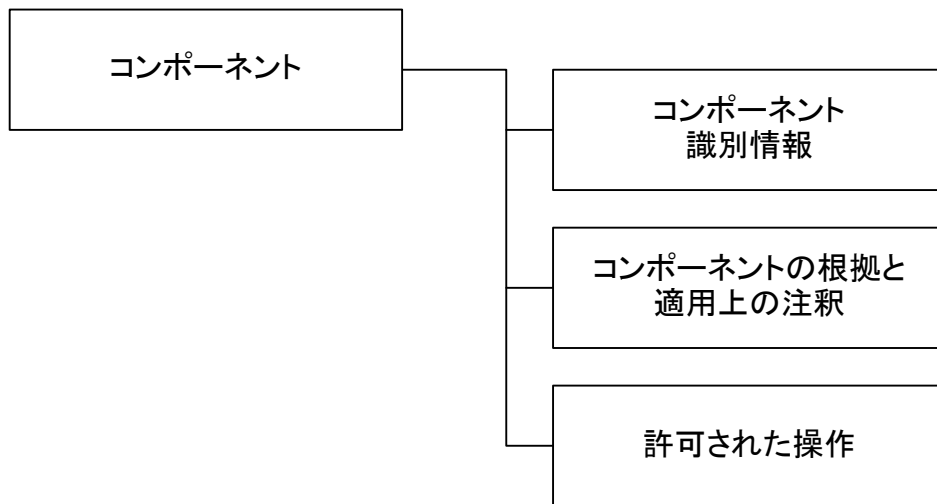 コンポーネント
コンポーネント
識別情報
コンポーネントの根拠と
適用上の注釈
許可された操作